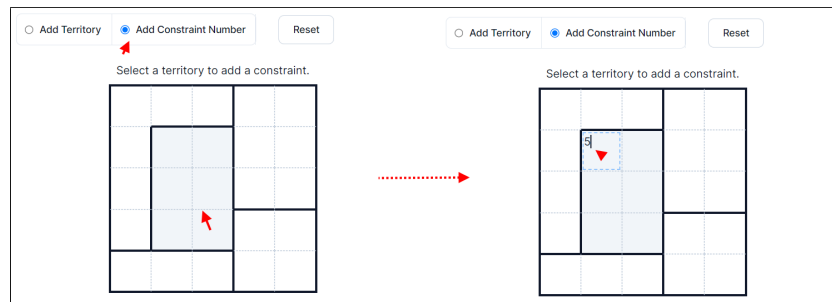 Add Territory Add Constraint Number Reset
Select a territory to add a constraint.
Add Territory Add Constraint Number Reset
Select a territory to add a constraint.
5